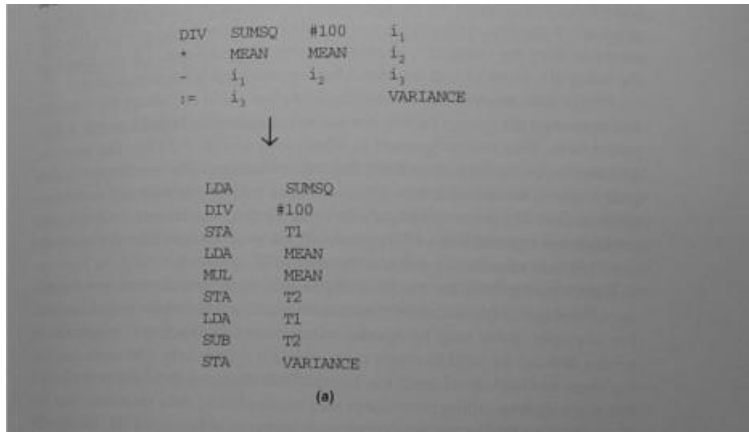 DIV SUMSQ #100 i₁
* MEAN MEAN i₂
- i₁ i₂ i₃
:= i₃ VARIANCE
↓
LDA SUMSQ
DIV #100
STA T1
LDA MEAN
MUL MEAN
STA T2
LDA T1
SUB T2
STA VARIANCE
(a)